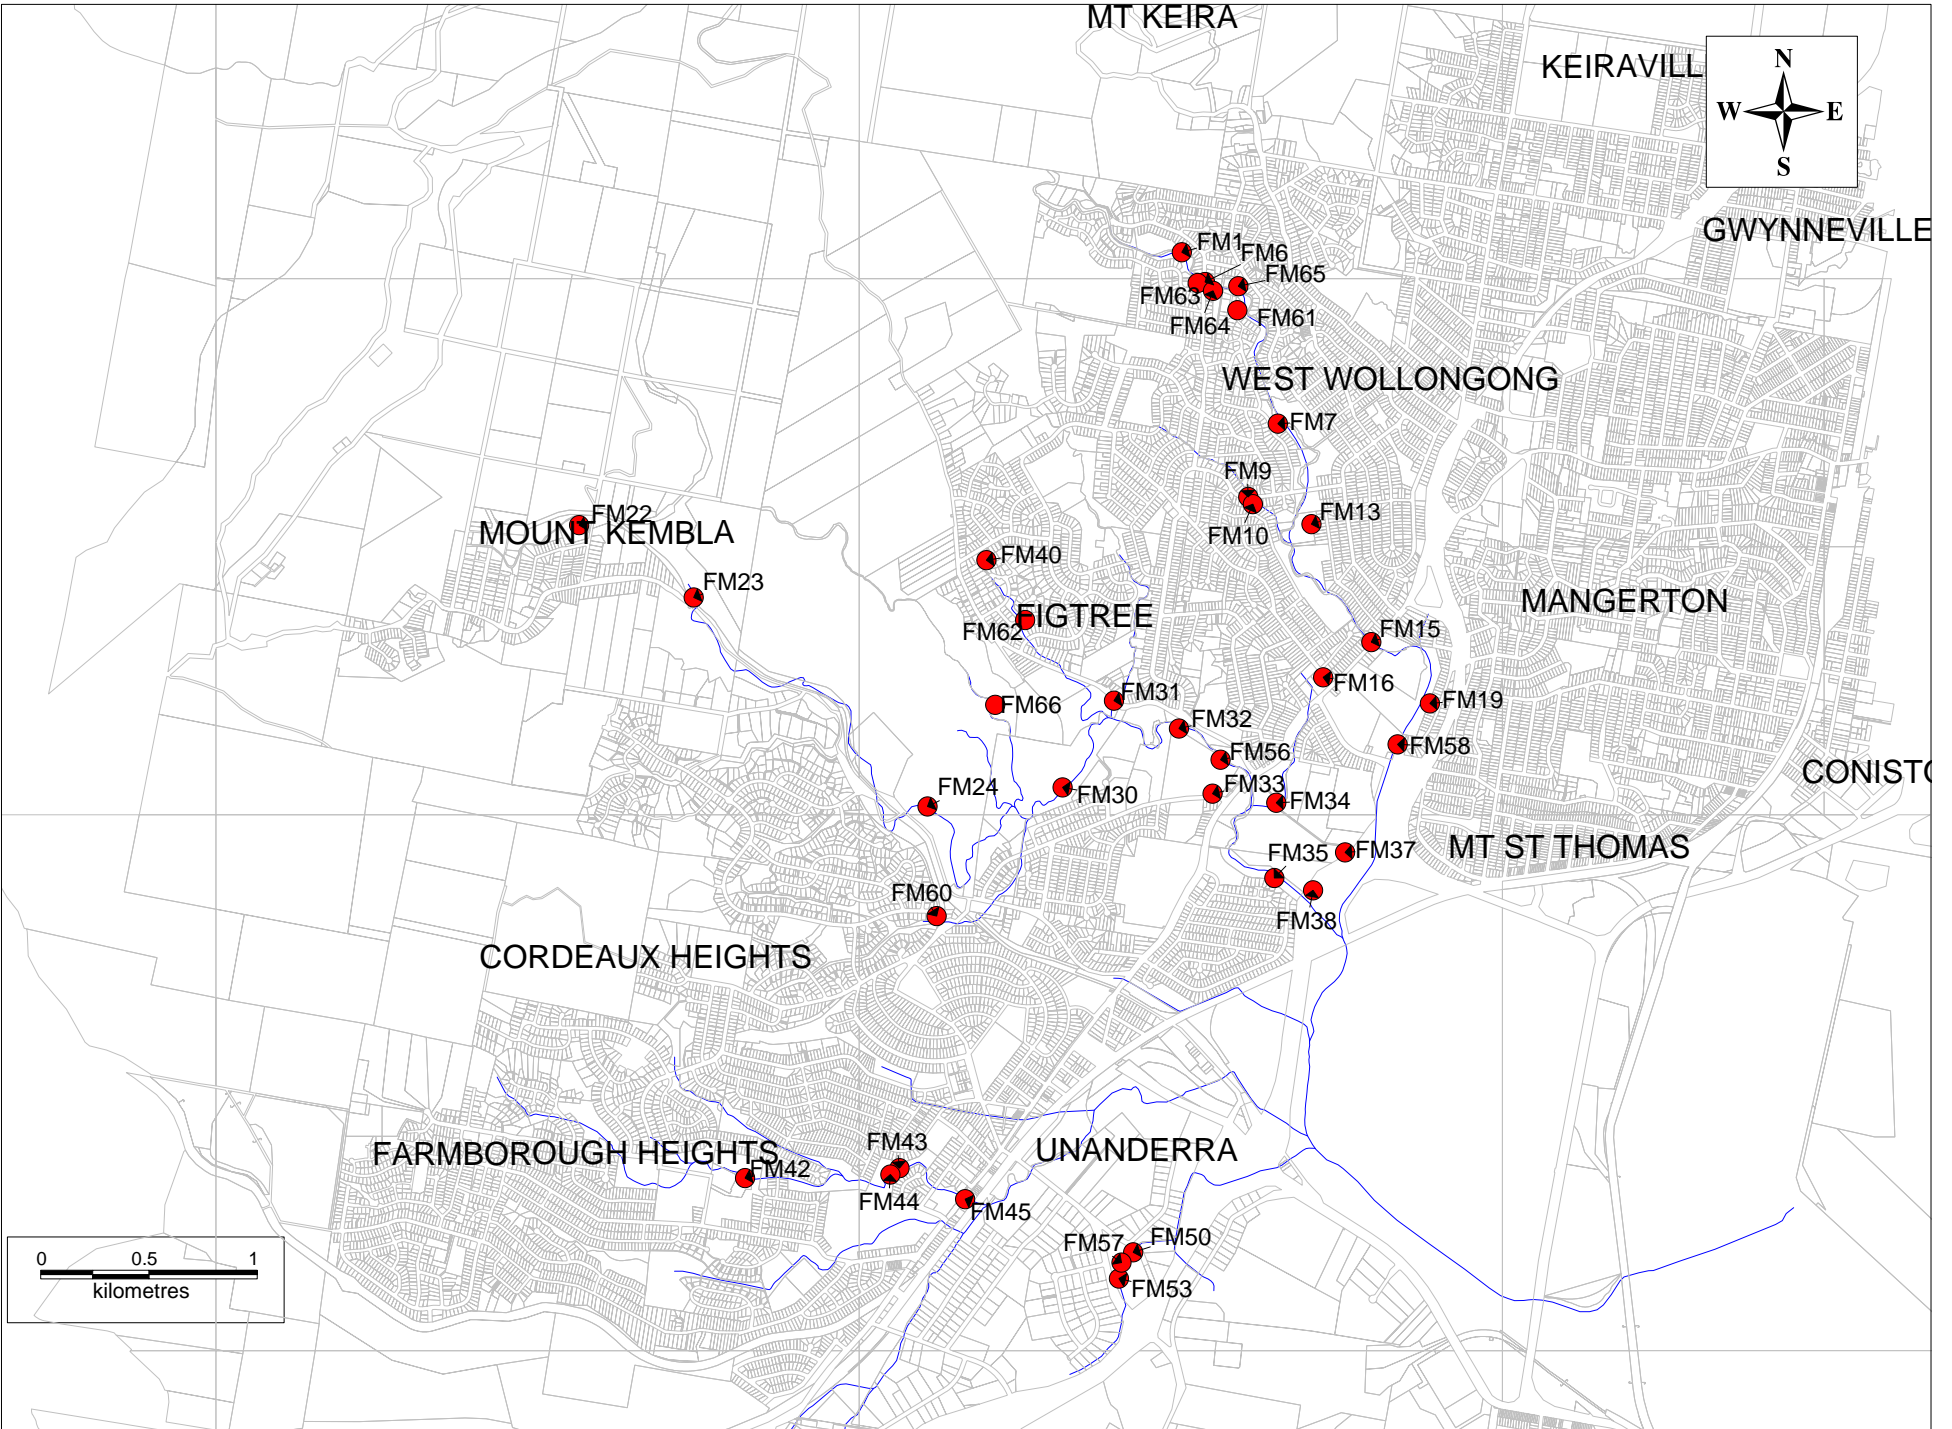 MT KEIRA
KEIRAVILL
N
W
E
S
GWYNNEVILLE
FM1
FM6
FM65
FM63
FM64
FM61
WEST WOLLONGONG
FM7
FM9
FM10
FM13
FM22
MOUNT KEMBLA
FM23
FM40
FIGTREE
FM62
MANGERTON
FM15
FM16
FM19
FM31
FM66
FM32
FM58
FM56
CONISTO
FM24
FM30
FM33
FM34
FM35
FM37
MT ST THOMAS
FM60
FM38
CORDEAUX HEIGHTS
FARMBOROUGH HEIGHTS
FM43
UNANDERRA
FM42
FM44
FM45
FM57
FM50
FM53
0 0.5 1
kilometres